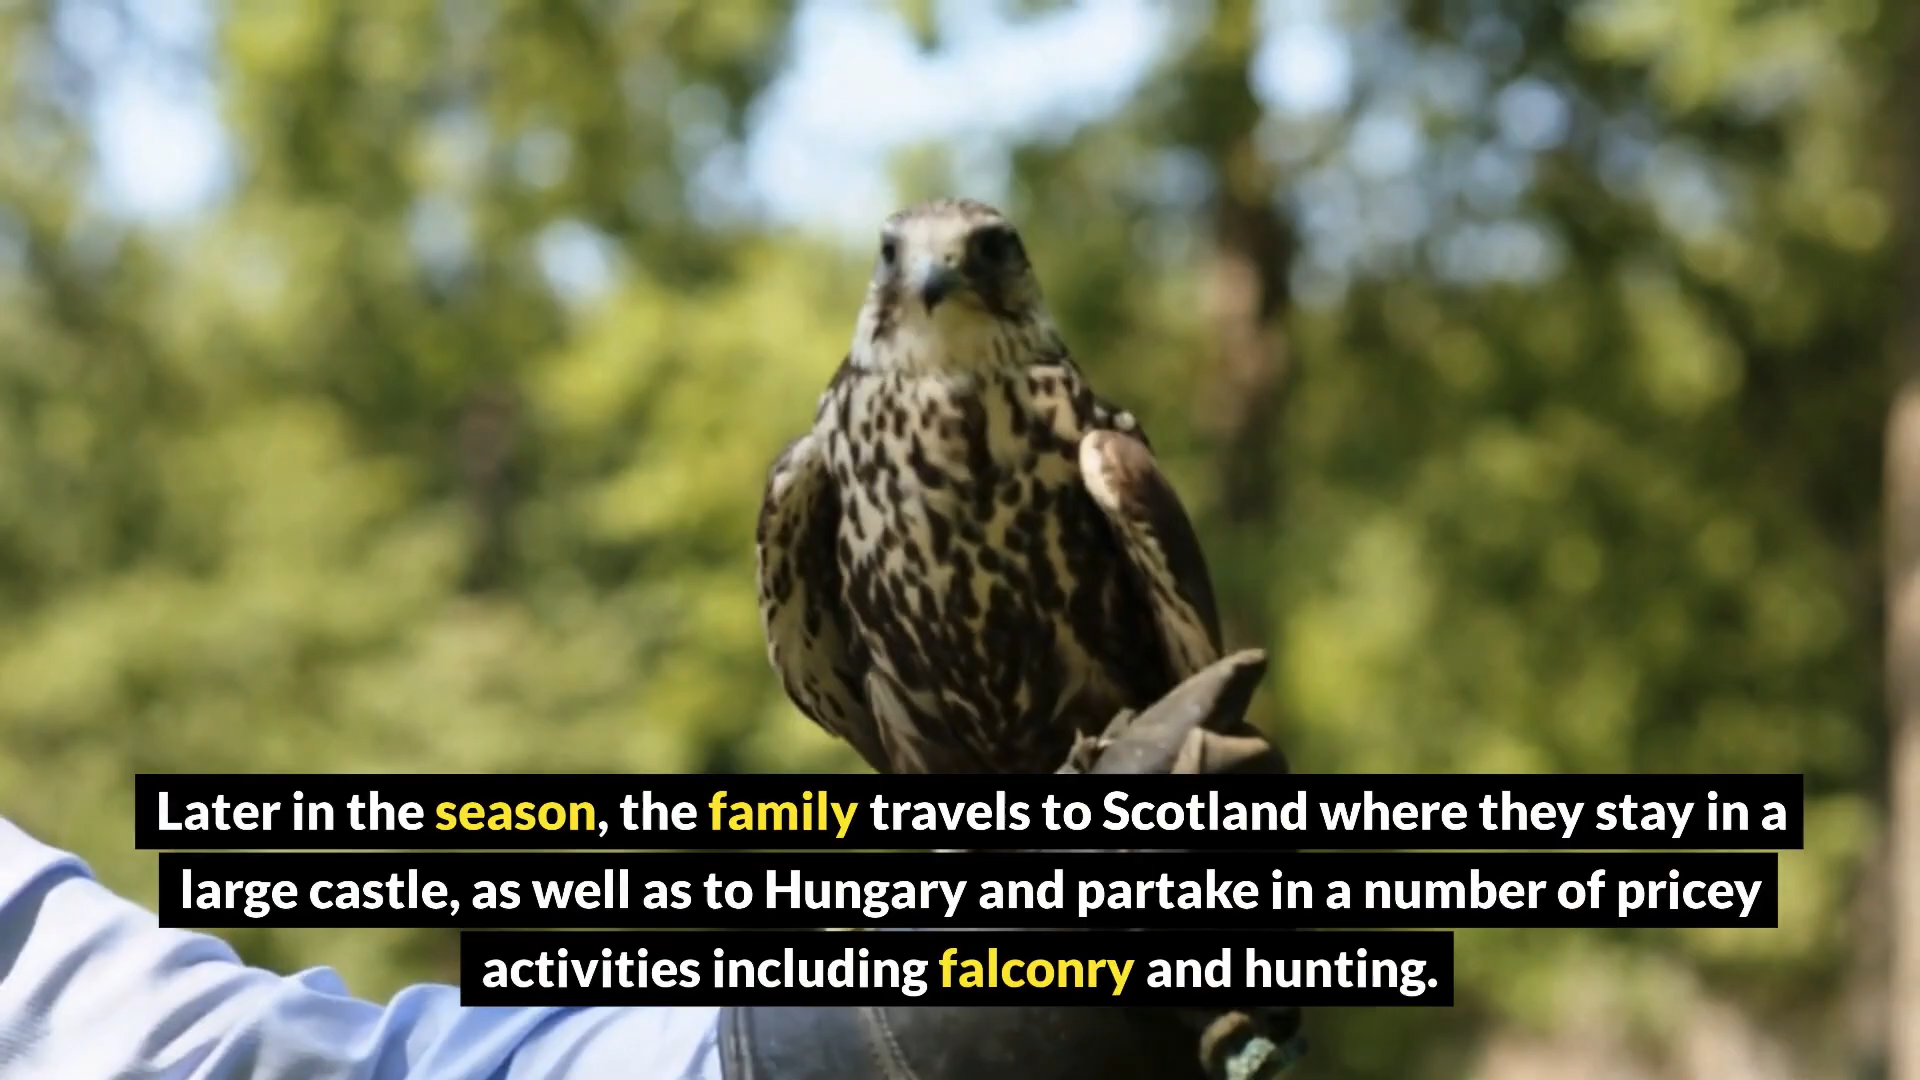 Later in the season, the family travels to Scotland where they stay in a
large castle, as well as to Hungary and partake in a number of pricey
activities including falconry and hunting.